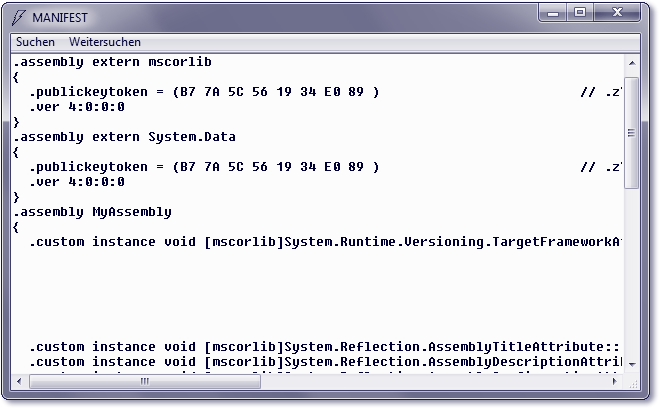 MANIFEST
Suchen Weitersuchen
.assembly extern mscorlib
{
.publickeytoken = (B7 7A 5C 56 19 34 E0 89 ) // .z
.ver 4:0:0:0
}
.assembly extern System.Data
{
.publickeytoken = (B7 7A 5C 56 19 34 E0 89 ) // .z
.ver 4:0:0:0
}
.assembly MyAssembly
{
.custom instance void [mscorlib]System.Runtime.Versioning.TargetFrameworkA
.custom instance void [mscorlib]System.Reflection.AssemblyTitleAttribute::
.custom instance void [mscorlib]System.Reflection.AssemblyDescriptionAttri